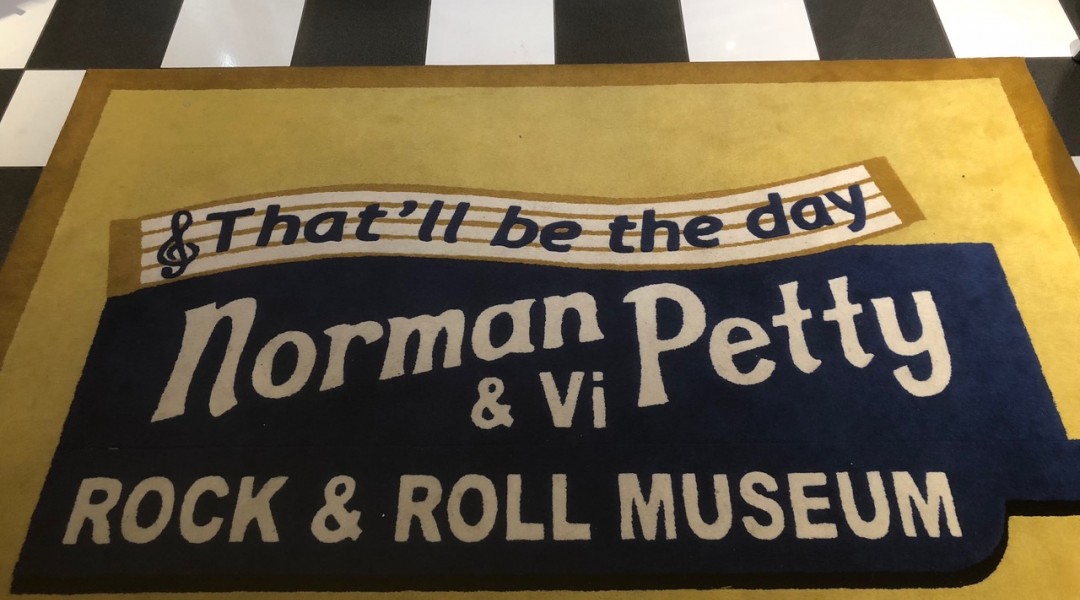 That'll be the day
Norman Petty
& Vi
ROCK & ROLL MUSEUM